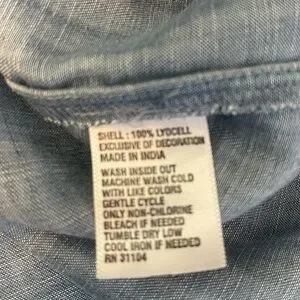 SHELL: 100% LYOCELL
EXCLUSIVE OF DECORATION
MADE IN INDIA
WASH INSIDE OUT
MACHINE WASH COLD
WITH LIKE COLORS
GENTLE CYCLE
ONLY NON-CHLORINE
BLEACH IF NEEDED
TUMBLE DRY LOW
COOL IRON IF NEEDED
RN 31104